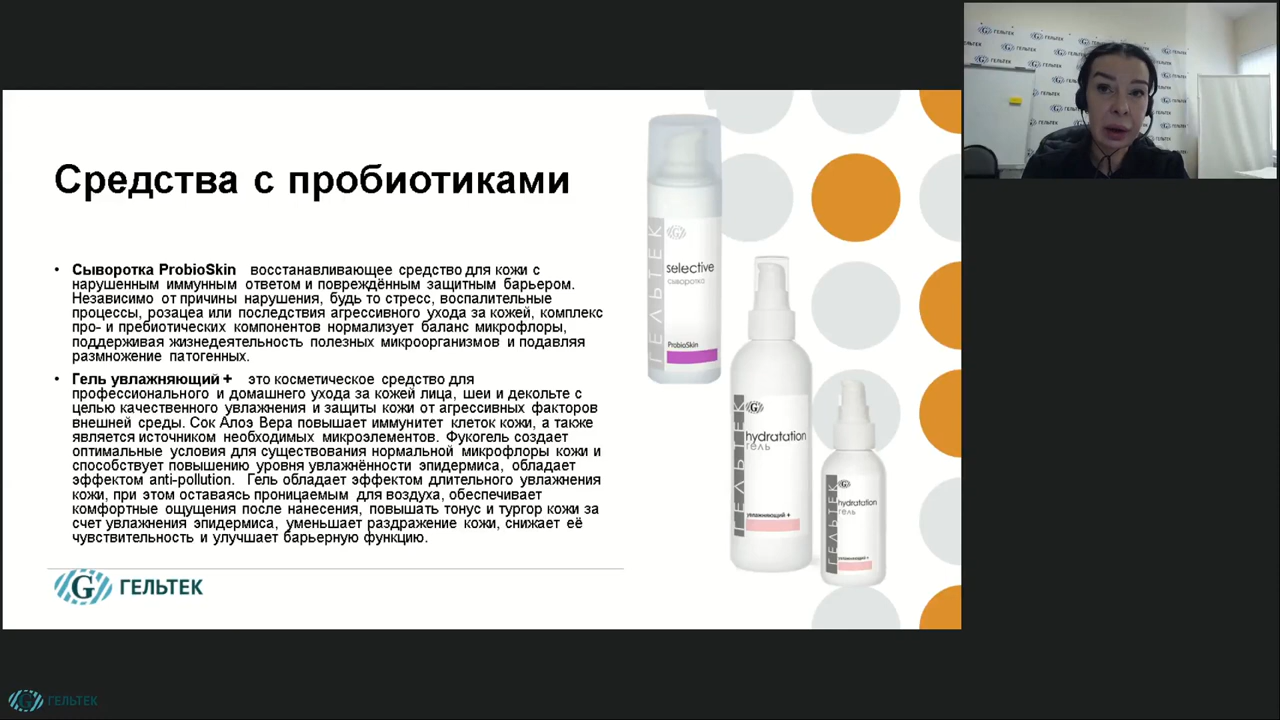 Средства с пробиотиками
• Сыворотка ProbioSkin восстанавливающее средство для кожи с
нарушенным иммунным ответом и повреждённым защитным барьером.
Независимо от причины нарушения, будь то стресс, воспалительные
процессы, розацеа или последствия агрессивного ухода за кожей, комплекс
про- и пребиотических компонентов нормализует баланс микрофлоры,
поддерживая жизнедеятельность полезных микроорганизмов и подавляя
размножение патогенных.
• Гель увлажняющий + это косметическое средство для
профессионального и домашнего ухода за кожей лица, шеи и декольте с
целью качественного увлажнения и защиты кожи от агрессивных факторов
внешней среды. Сок Алоэ Вера повышает иммунитет клеток кожи, а также
является источником необходимых микроэлементов. Фукогель создает
оптимальные условия для существования нормальной микрофлоры кожи и
способствует повышению уровня увлажнённости эпидермиса, обладает
эффектом anti-pollution. Гель обладает эффектом длительного увлажнения
кожи, при этом оставаясь проницаемым для воздуха, обеспечивает
комфортные ощущения после нанесения, повышать тонус и тургор кожи за
счет увлажнения эпидермиса, уменьшает раздражение кожи, снижает её
чувствительность и улучшает барьерную функцию.
G ГЕЛЬТЕК
ГЕЛЬТЕК
selective
сыворотка
ProbioSkin
ГЕЛЬТЕК
hydratation
гель
увлажняющий +
ГЕЛЬТЕК
hydratation
гель
увлажняющий +
ГЕЛЬТЕК
ГЕЛЬТЕК
ГЕЛЬТЕК
ГЕЛЬТЕК
G ГЕЛЬТЕК